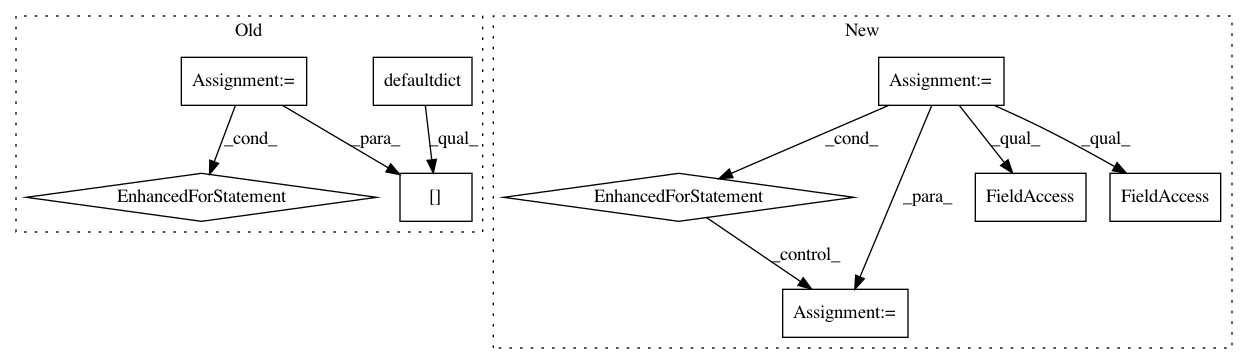 Old
New
Assignment:=
defaultdict
Assignment:=
_cond_
_para_
_qual_
_cond_
_qual_
_qual_
EnhancedForStatement
[]
EnhancedForStatement
_para_
FieldAccess
FieldAccess
_control_
Assignment:=